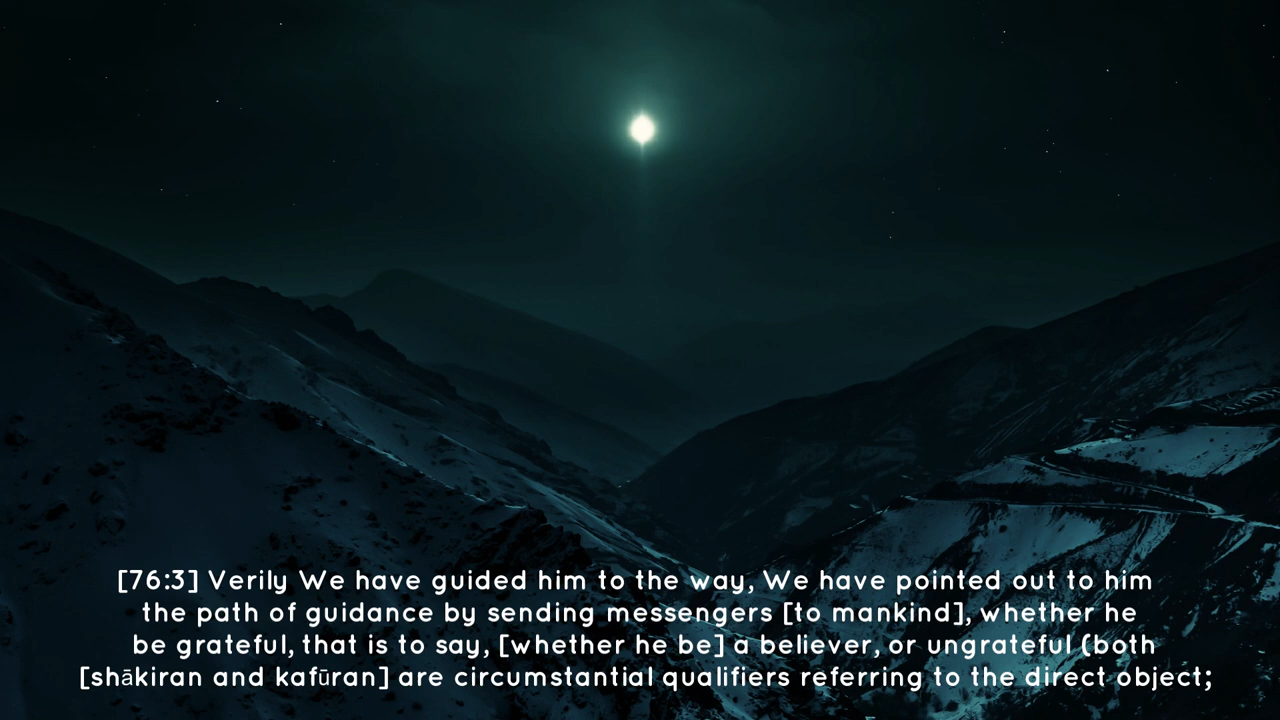 [76:3] Verily We have guided him to the way, We have pointed out to him
the path of guidance by sending messengers [to mankind], whether he
be grateful, that is to say, [whether he be] a believer, or ungrateful (both
[shākiran and kafūran] are circumstantial qualifiers referring to the direct object;